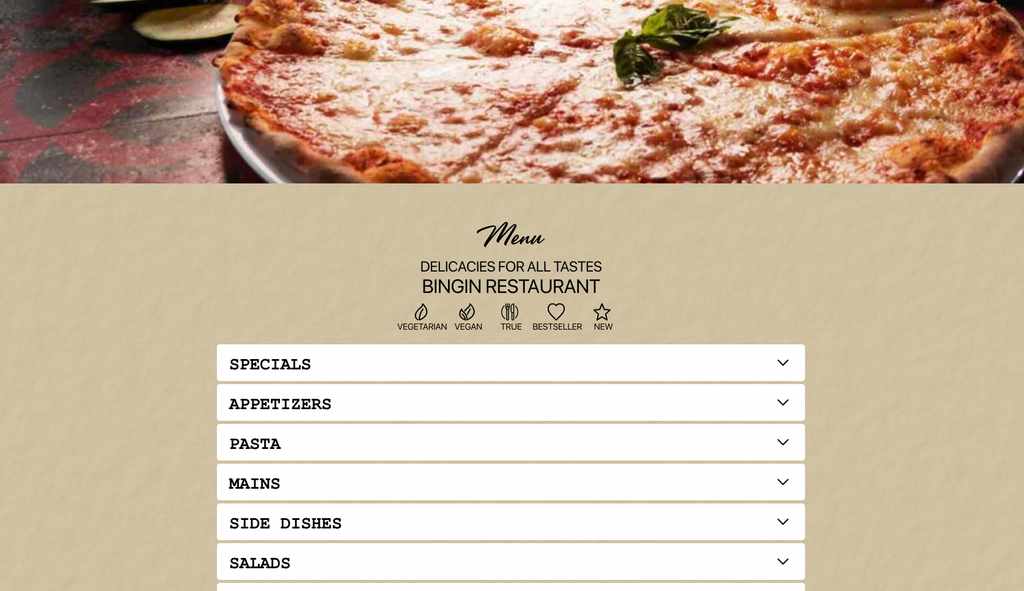 Menu
DELICACIES FOR ALL TASTES
BINGIN RESTAURANT
VEGETARIAN VEGAN TRUE BESTSELLER NEW
SPECIALS
APPETIZERS
PASTA
MAINS
SIDE DISHES
SALADS